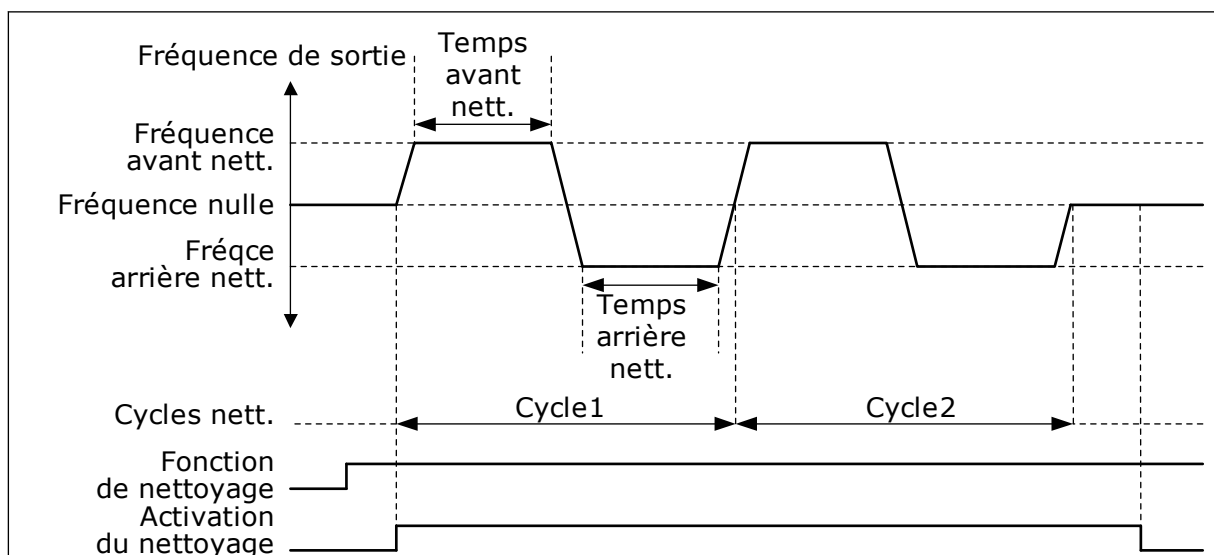 Fréquence de sortie
Temps
avant
nett.
Fréquence
avant nett.
Fréquence nulle
Fréqce
arrière nett.
Temps
arrière
nett.
Cycles nett.
Cycle1
Cycle2
Fonction
de nettoyage
Activation
du nettoyage